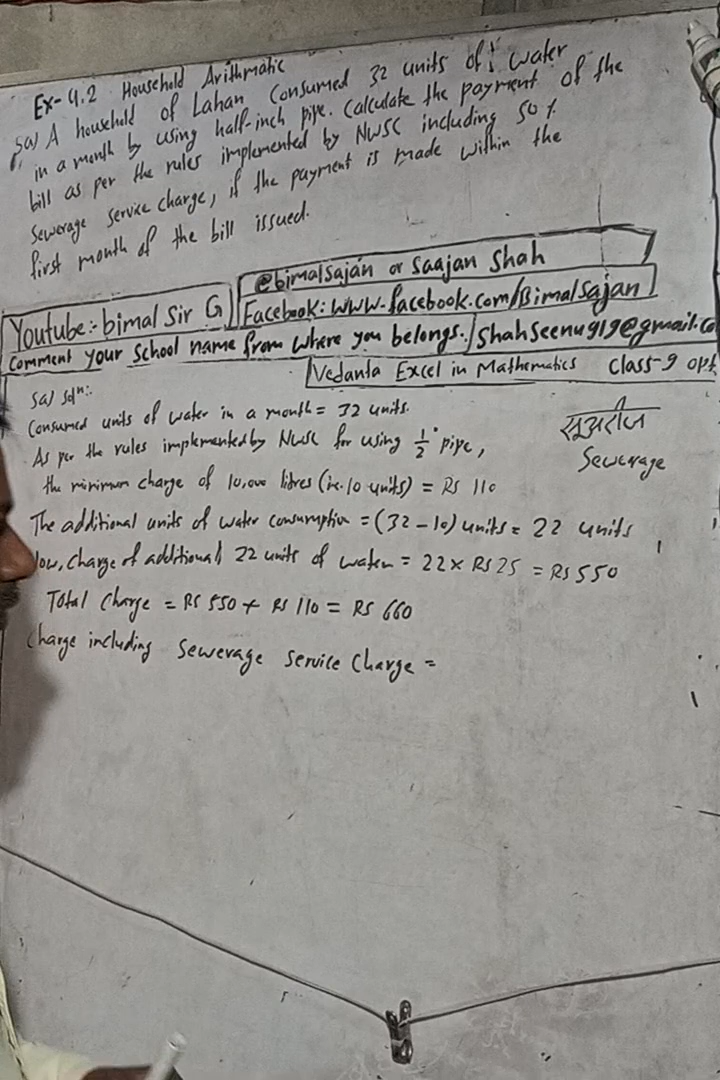 Ex- 4.2 Household Arithmatic
5a) A household of Lahan Consumed 32 units of water
in a month by using half-inch pipe. Calculate the payment of the
bill as per the rules implemented by NWSC including 50 %
Sewerage service charge, if the payment is made within the
first month of the bill issued.
@bimalsajan or Saajan Shah
Youtube:- bimal Sir G
Facebook: www.facebook.com/Bimalsajan
Comment your School name from where you belongs.
Shahseenu919@gmail.co
Vedanta Excel in Mathematics Class-9 opt
5a) Solⁿ:-
Consumed units of water in a month = 32 units.
As per the rules implemented by NWSC for using 1/2" pipe,
the minimum charge of 10,000 litres (ie. 10 units) = RS 110
The additional units of water consumption = (32 - 10) units = 22 units
Now, Charge of additional 22 units of water = 22 × RS 25 = RS 550
Total Charge = RS 550 + RS 110 = RS 660
Charge including Sewerage Service Charge =
सूअरेज
Sewerage